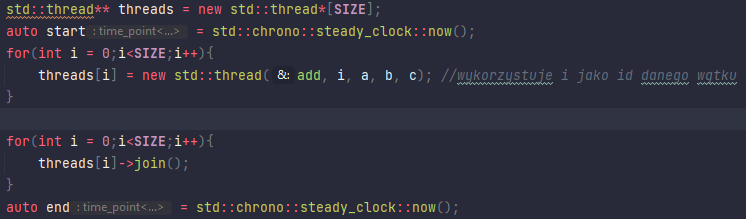 std::thread** threads = new std::thread*[SIZE];
auto start :time_point<...> = std::chrono::steady_clock::now();
for(int i = 0;i<SIZE;i++){
threads[i] = new std::thread( &: add, i, a, b, c); //wykorzystuje i jako id danego wątku
}
for(int i = 0;i<SIZE;i++){
threads[i]->join();
}
auto end :time_point<...> = std::chrono::steady_clock::now();